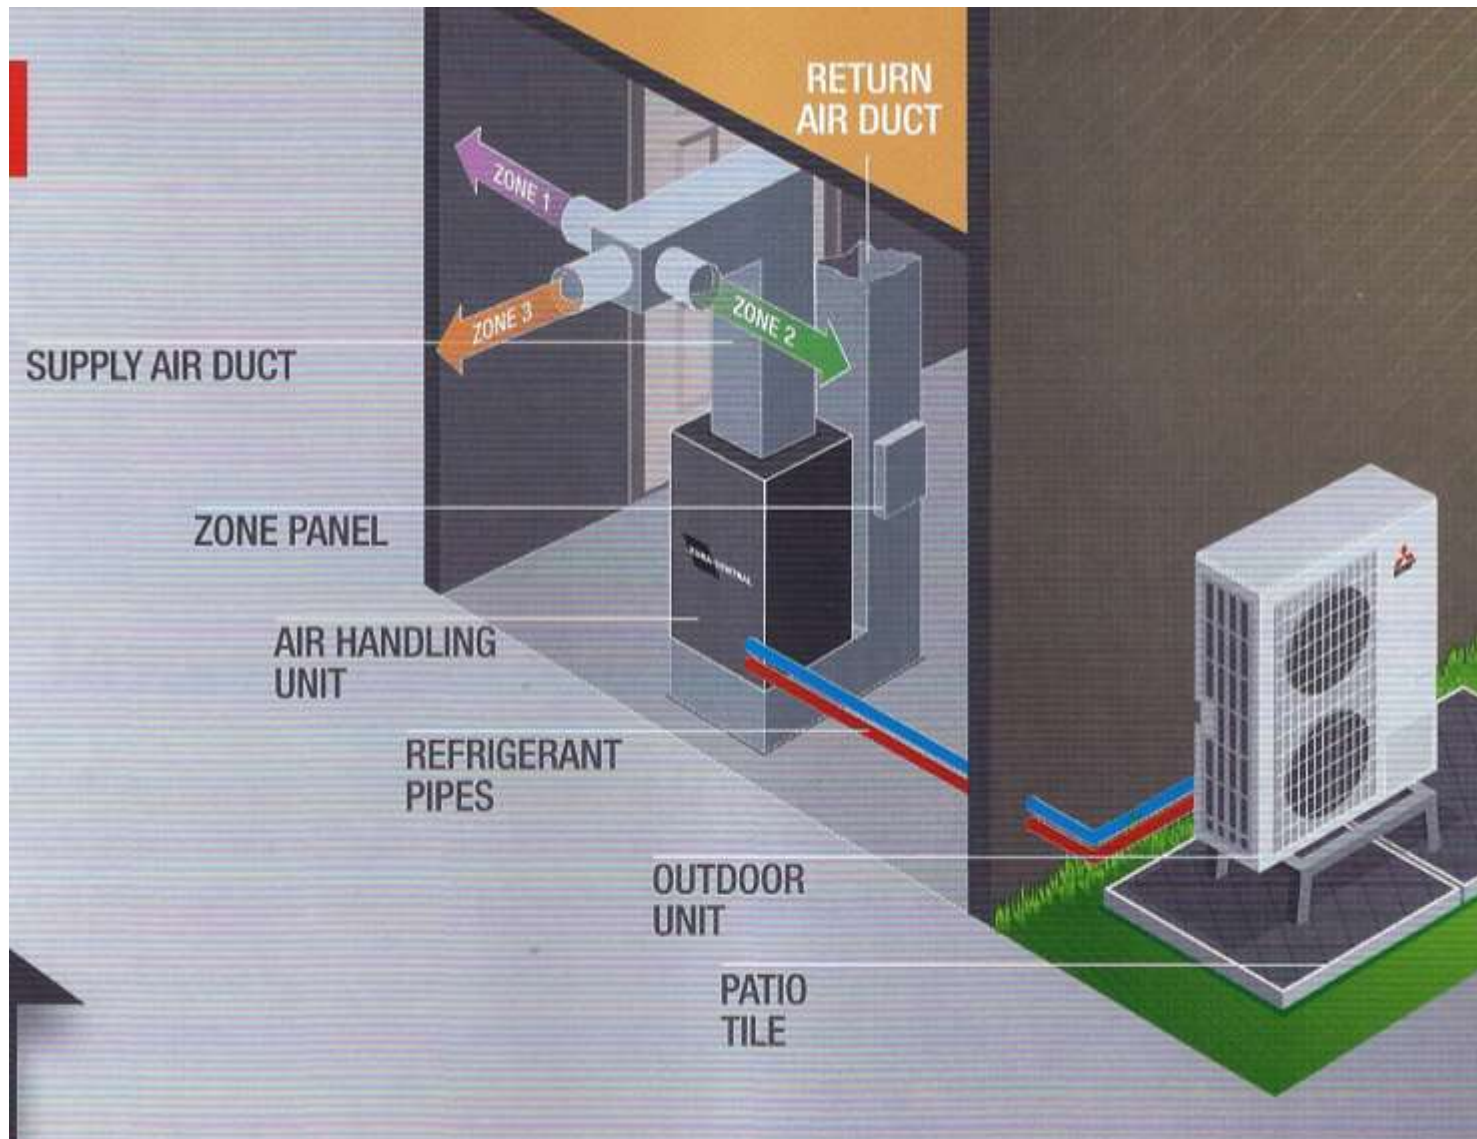 RETURN
AIR DUCT
ZONE 1
ZONE 3
ZONE 2
SUPPLY AIR DUCT
ZONE PANEL
AIR HANDLING
UNIT
REFRIGERANT
PIPES
OUTDOOR
UNIT
PATIO
TILE